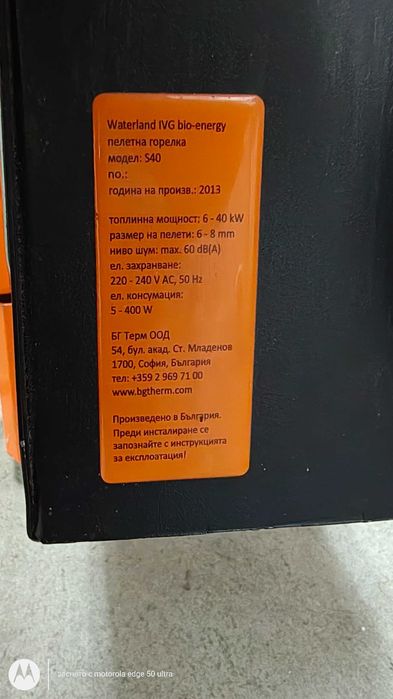 Waterland IVG bio-energy
пелетна горелка
модел: S40
no.:
година на произв.: 2013
топлинна мощност: 6 - 40 kW
размер на пелети: 6 - 8 mm
ниво шум: max. 60 dB(A)
ел. захранване:
220 - 240 V AC, 50 Hz
ел. консумация:
5 - 400 W
БГ Терм ООД
54, бул. акад. Ст. Младенов
1700, София, България
тел: +359 2 969 71 00
www.bgtherm.com
Произведено в България.
Преди инсталиране се
запознайте с инструкцията
за експлоатация!
заснето с motorola edge 50 ultra